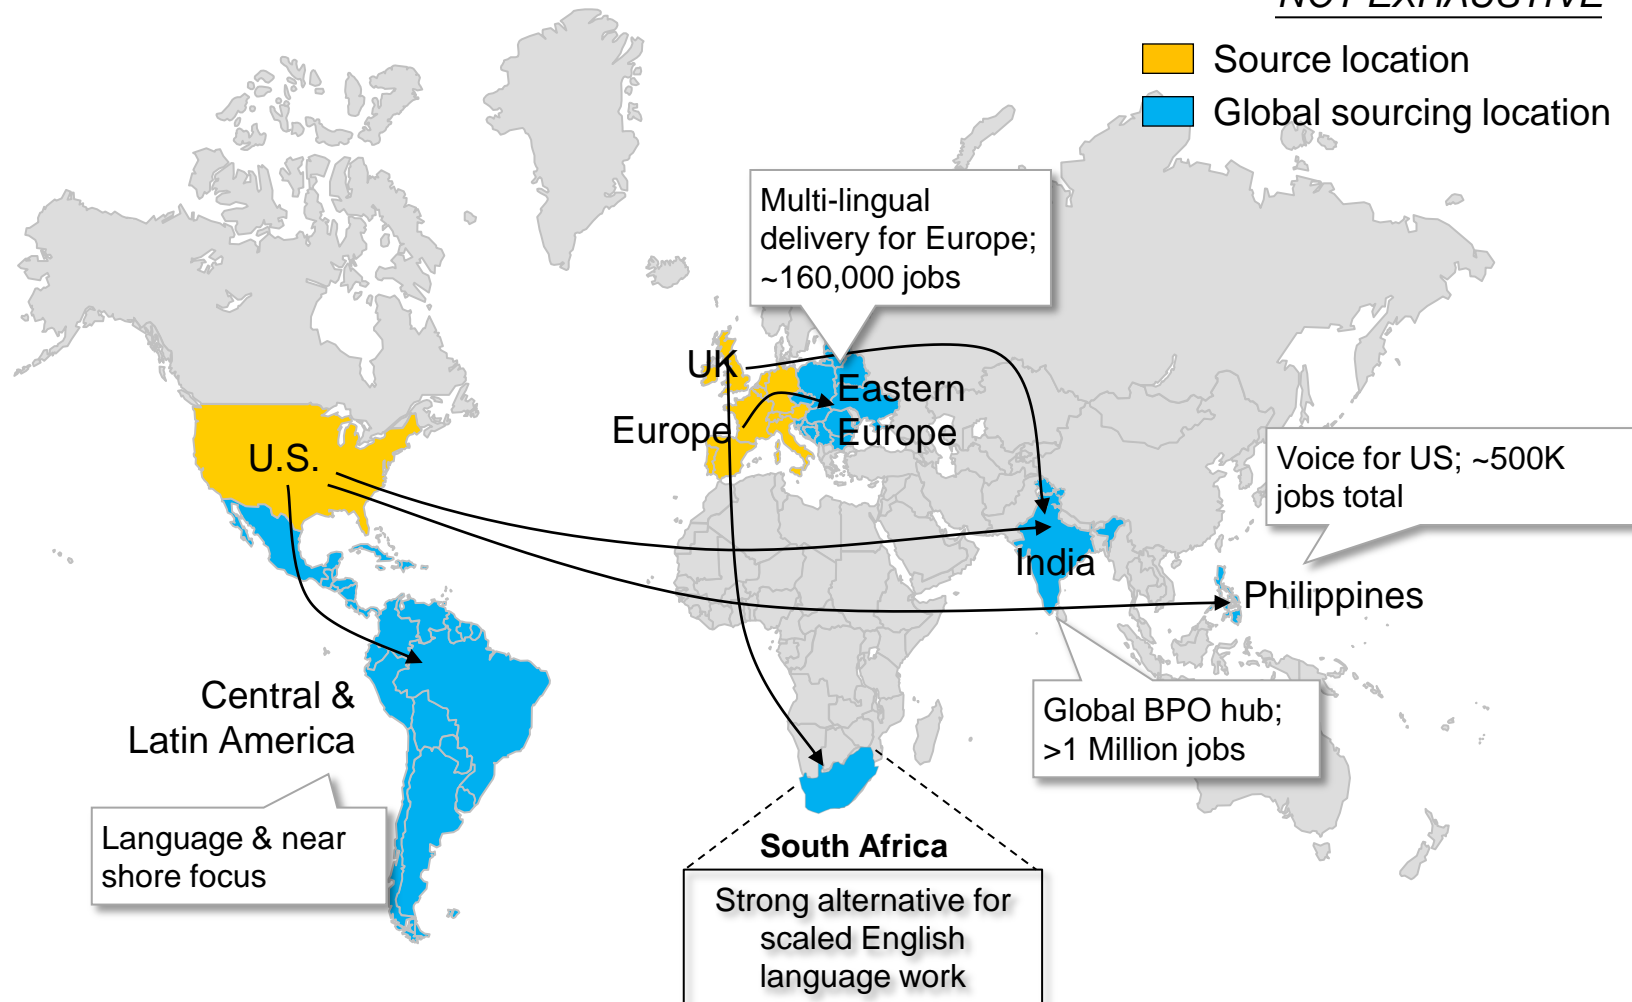 NOT EXHAUSTIVE
Source location
Global sourcing location
Multi-lingual
delivery for Europe;
~160,000 jobs
UK
Eastern
Europe
Europe
U.S.
Voice for US; ~500K
jobs total
India
Philippines
Central &
Latin America
Global BPO hub;
>1 Million jobs
Language & near
shore focus
South Africa
Strong alternative for
scaled English
language work